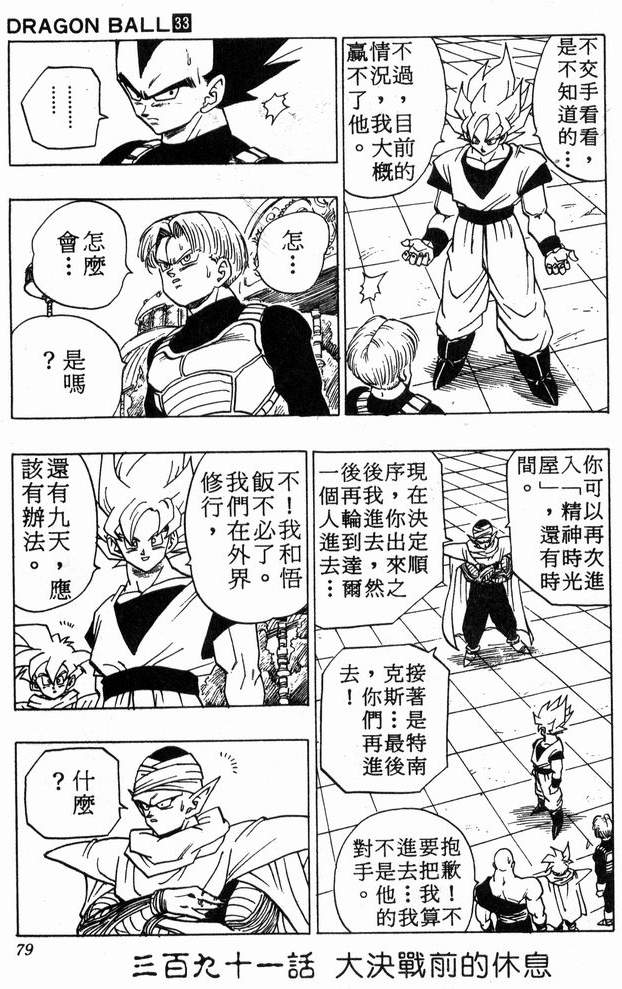 DRAGON BALL 33
不交手看看，
是不知道的…
不過，目前的
情況，我大概
贏不了他。
………
怎…
怎麼
會…
是嗎
？
你可以再次進
入「精神時光
屋」，還有時
間。
現在決定順
序，你出來之
後我進去，然
後再輪到達爾
一個人進去…
接著是特南
克斯…最後
，你們再進
去！
抱歉！不
要把我算
進去…我
不是他的
對手。
不！我和悟
飯不必了。
我們在外界
修行，
還有九天，應
該有辦法。
什麼
？
79
三百九十一話 大決戰前的休息